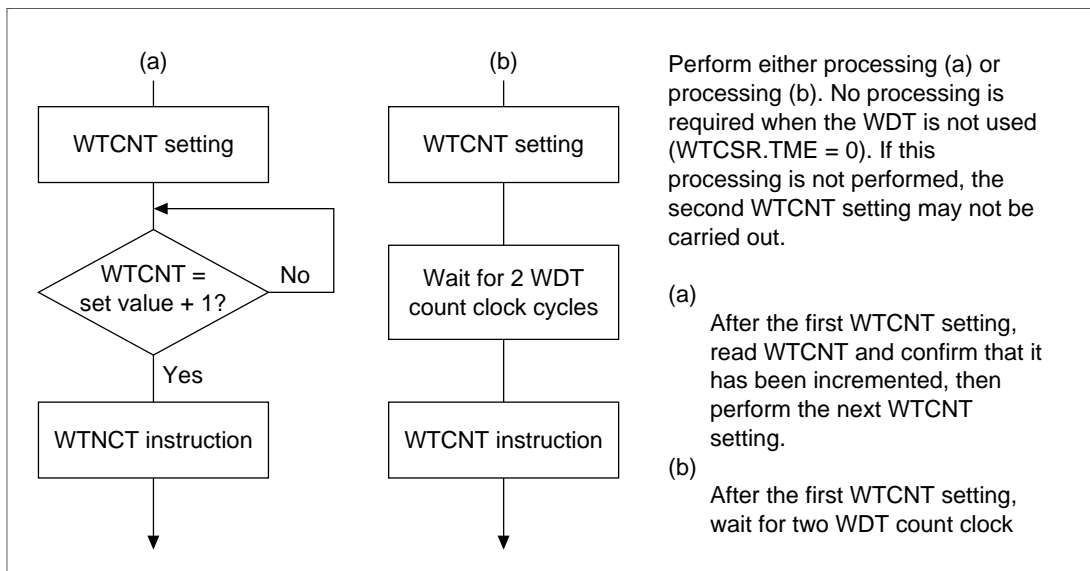 (a)
WTCNT setting
WTCNT =
set value + 1?
No
Yes
WTNCT instruction
(b)
WTCNT setting
Wait for 2 WDT
count clock cycles
WTCNT instruction
Perform either processing (a) or
processing (b). No processing is
required when the WDT is not used
(WTCSR.TME = 0). If this
processing is not performed, the
second WTCNT setting may not be
carried out.
(a)
After the first WTCNT setting,
read WTCNT and confirm that it
has been incremented, then
perform the next WTCNT
setting.
(b)
After the first WTCNT setting,
wait for two WDT count clock